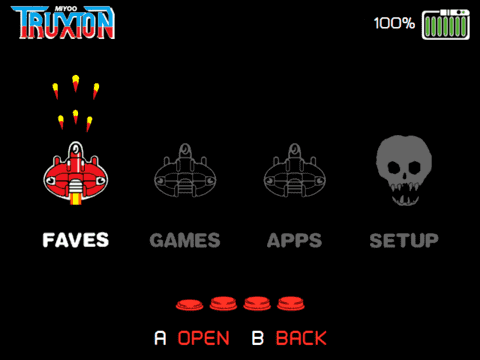 MIYOO
TRUXTON
100%
FAVES GAMES APPS SETUP
A OPEN B BACK